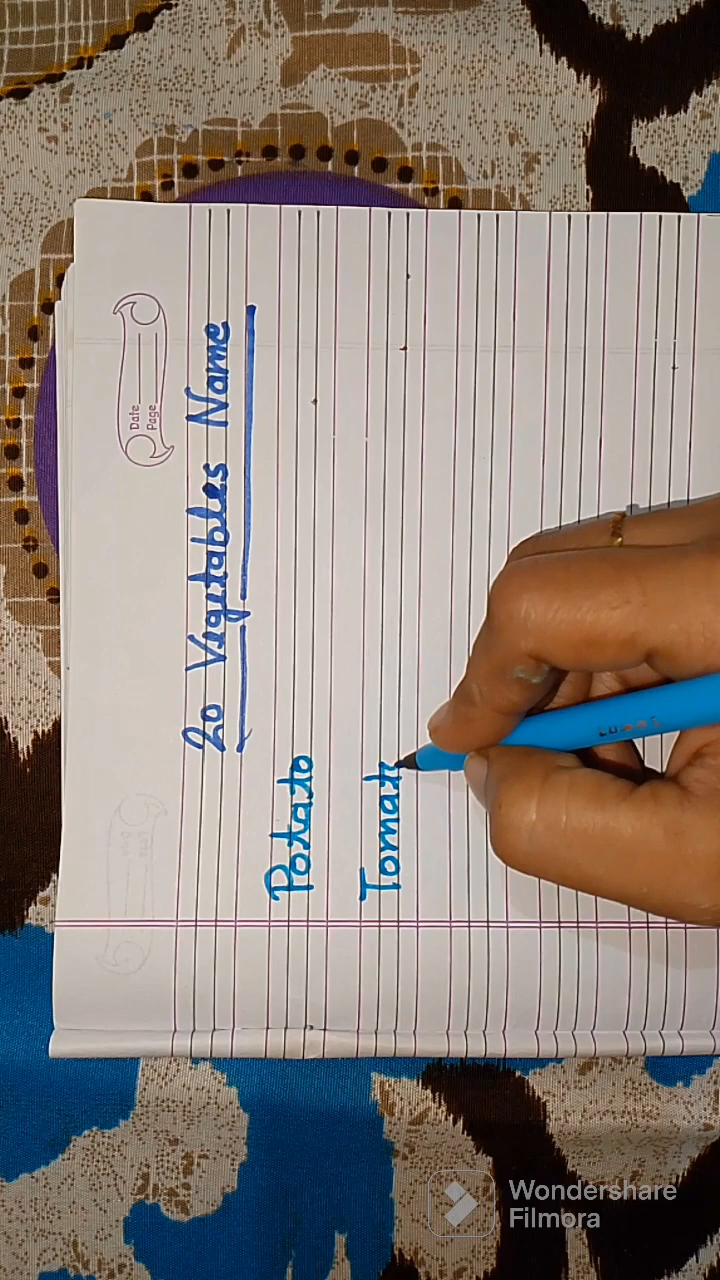 Date
Page
20 Vegetables Name
Potato
Tomat
Wondershare
Filmora